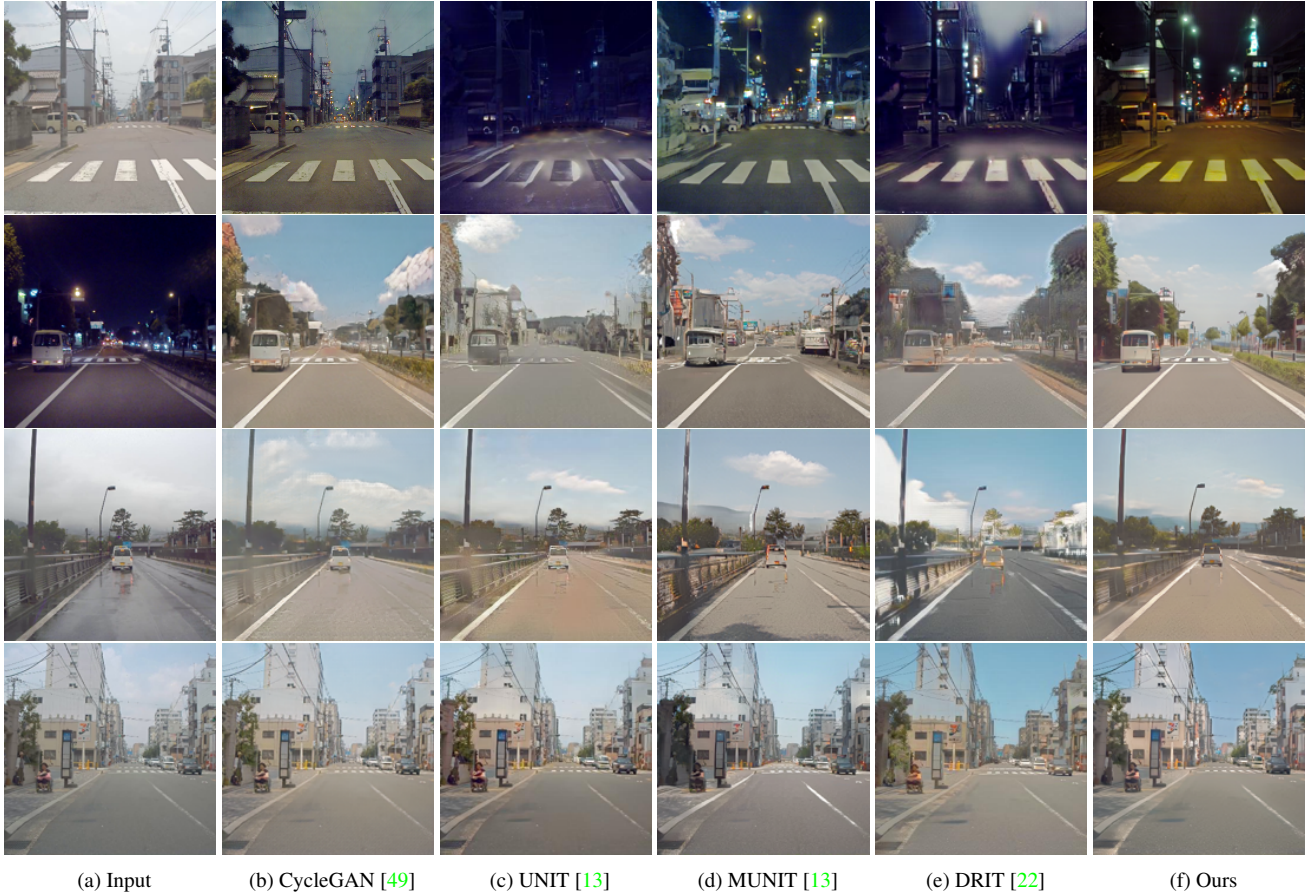 (a) Input
(b) CycleGAN [49]
(c) UNIT [13]
(d) MUNIT [13]
(e) DRIT [22]
(f) Ours